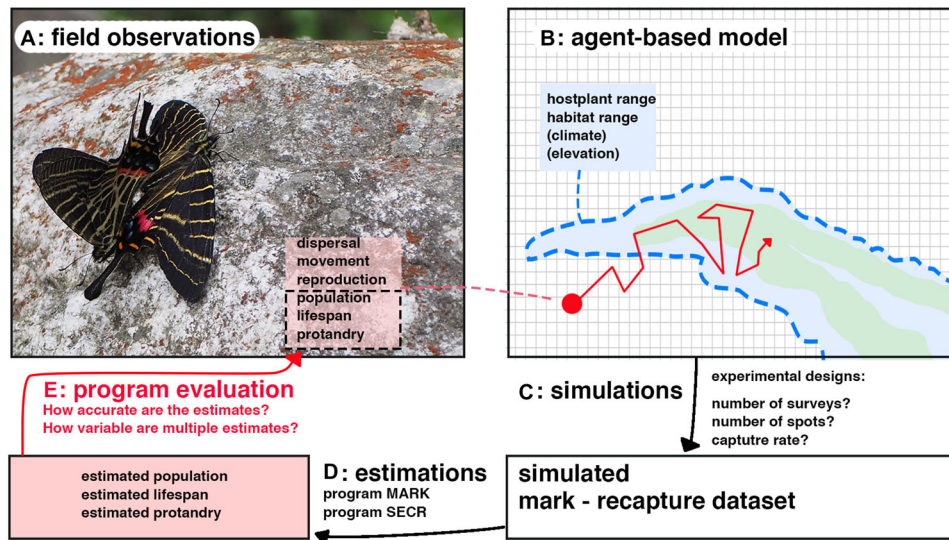 A: field observations
dispersal
movement
reproduction
population
lifespan
protandry
B: agent-based model
hostplant range
habitat range
(climate)
(elevation)
C: simulations
experimental designs:
number of surveys?
number of spots?
captutre rate?
simulated
mark - recapture dataset
D: estimations
program MARK
program SECR
estimated population
estimated lifespan
estimated protandry
E: program evaluation
How accurate are the estimates?
How variable are multiple estimates?